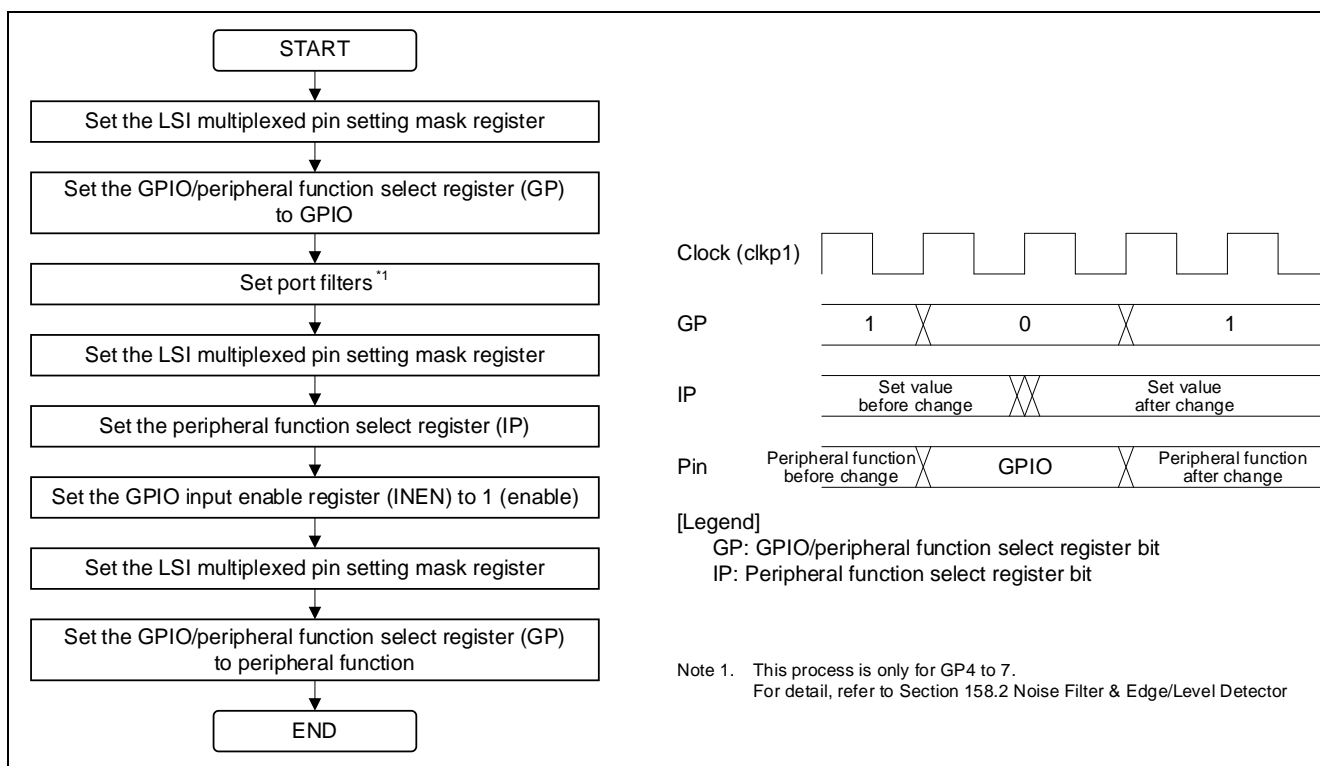 START
Set the LSI multiplexed pin setting mask register
Set the GPIO/peripheral function select register (GP)
to GPIO
Set port filters *1
Set the LSI multiplexed pin setting mask register
Set the peripheral function select register (IP)
Set the GPIO input enable register (INEN) to 1 (enable)
Set the LSI multiplexed pin setting mask register
Set the GPIO/peripheral function select register (GP)
to peripheral function
END
Clock (clkp1)
GP 1 0 1
IP
Set value
before change
Set value
after change
Pin
Peripheral function
before change
GPIO
Peripheral function
after change
[Legend]
GP: GPIO/peripheral function select register bit
IP: Peripheral function select register bit
Note 1. This process is only for GP4 to 7.
For detail, refer to Section 158.2 Noise Filter & Edge/Level Detector